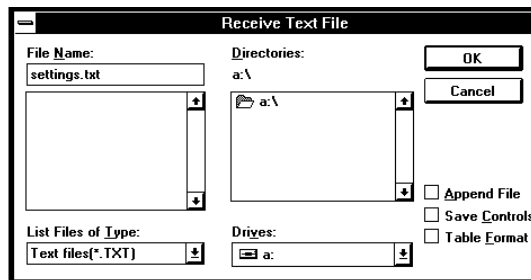 Receive Text File
File Name:
settings.txt
Directories:
a:\
a:\
OK
Cancel
Append File
Save Controls
Table Format
List Files of Type:
Text files(*.TXT)
Drives:
a: